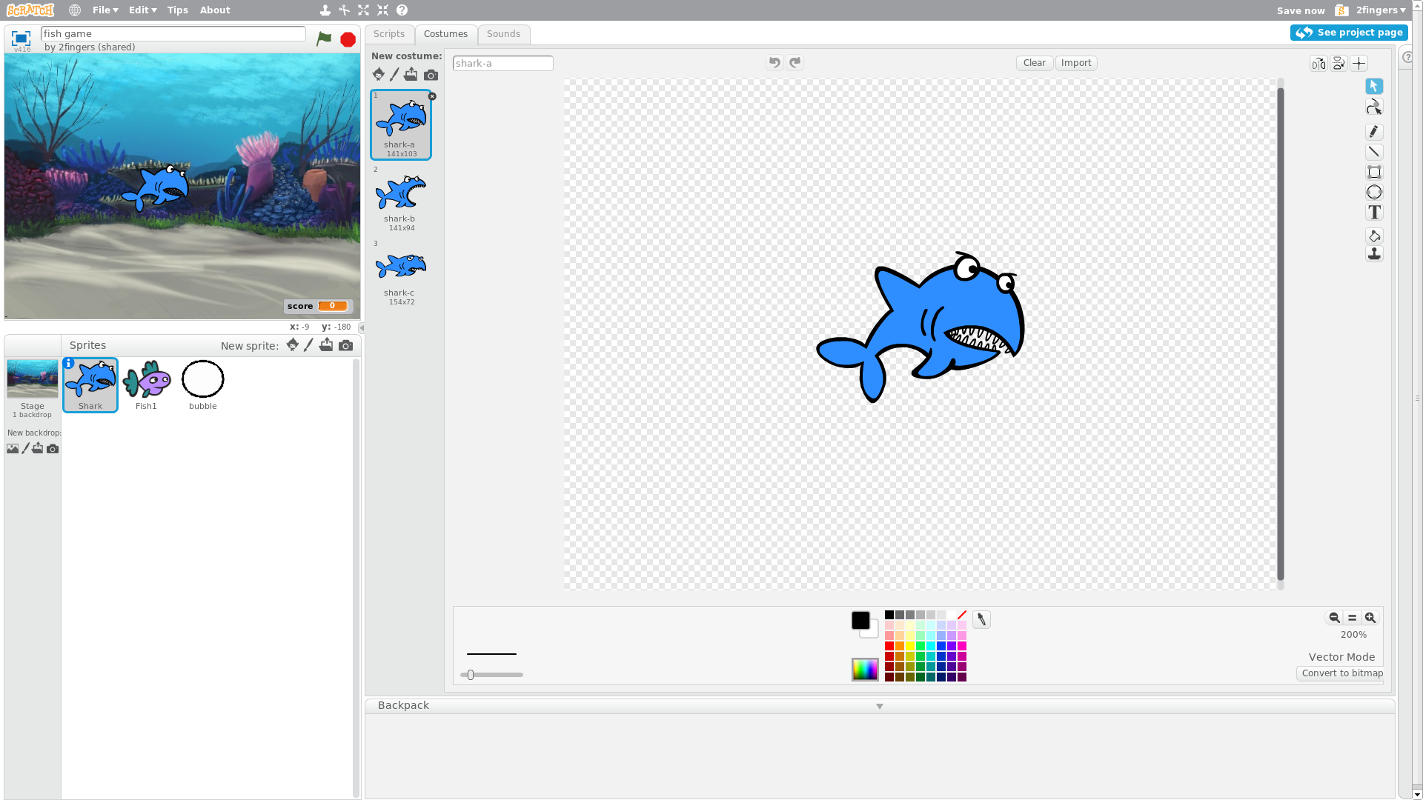 SCRATCH File Edit Tips About Save now 2fingers
fish game
by 2fingers (shared)
v416
Scripts Costumes Sounds
See project page
New costume:
shark-a
Clear Import
1
shark-a
141x103
2
shark-b
141x94
3
shark-c
154x72
score 0
x: -9 y: -180
Sprites New sprite:
Stage
1 backdrop
New backdrop:
Shark
Fish1
bubble
T
200%
Vector Mode
Convert to bitmap
Backpack